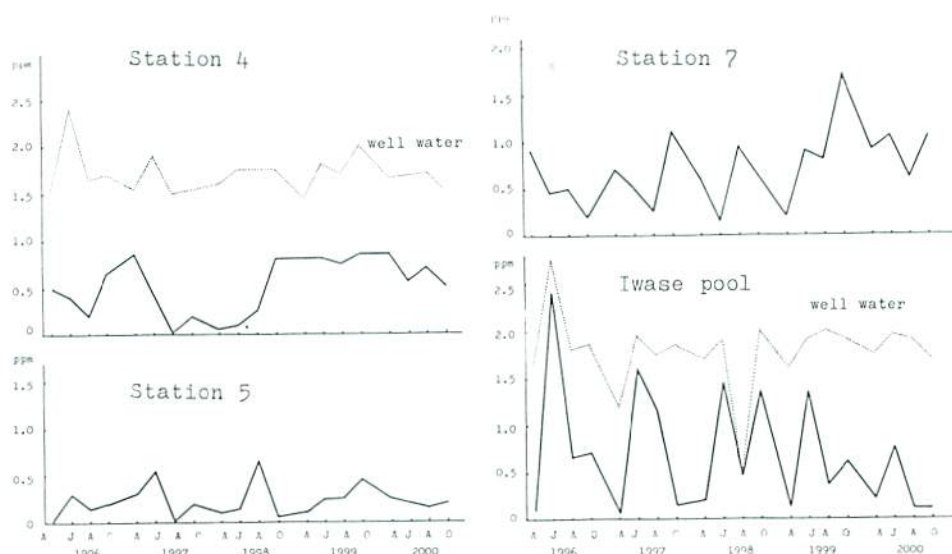 Station 4
ppm
2.5
2.0
1.5
1.0
0.5
0
well water
Station 5
ppm
1.5
1.0
0.5
0
A J A D A J A D A J A O A J A O A J A O
1996 1997 1998 1999 2000
Station 7
ppm
2.0
1.5
1.0
0.5
0
Iwase pool
ppm
2.5
2.0
1.5
1.0
0.5
0
well water
A J A O A J A O A J A O A J A O A J A O
1996 1997 1998 1999 2000